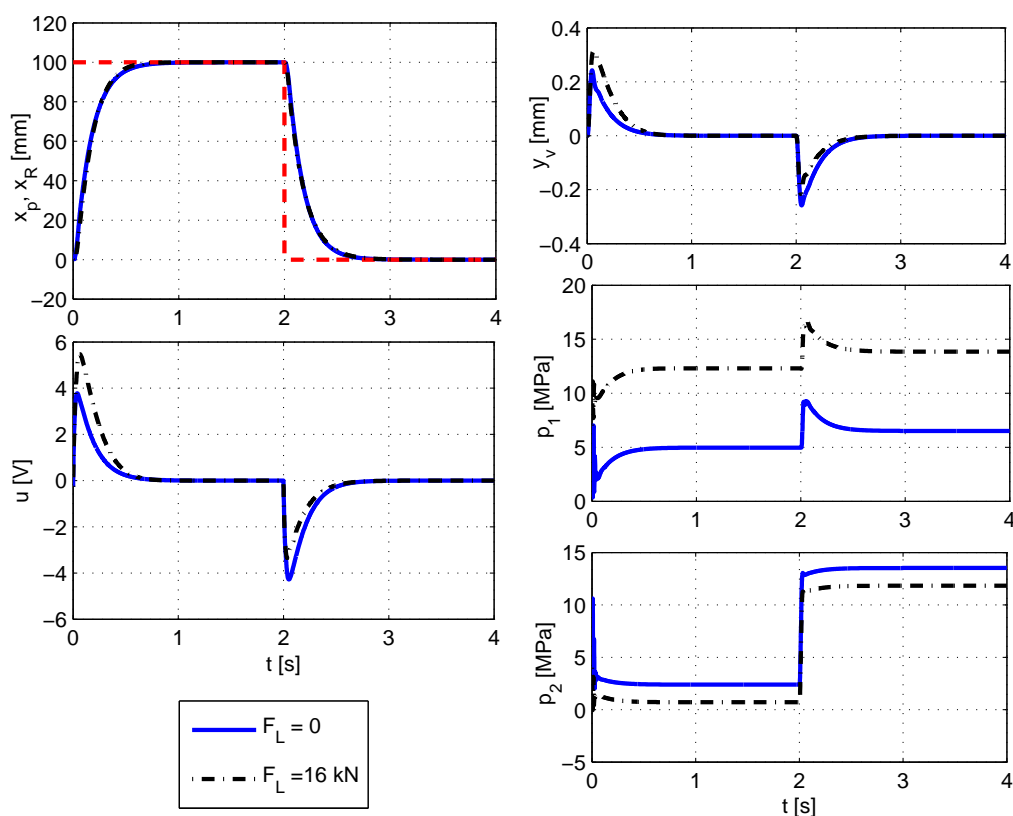 120
100
80
60
40
20
0
−20
x_p, x_R [mm]
0 1 2 3 4
6
4
2
0
−2
−4
−6
u [V]
0 1 2 3 4
t [s]
F_L = 0
F_L =16 kN
0.4
0.2
0
−0.2
−0.4
y_v [mm]
0 1 2 3 4
20
15
10
5
0
p_1 [MPa]
0 1 2 3 4
15
10
5
0
−5
p_2 [MPa]
0 1 2 3 4
t [s]